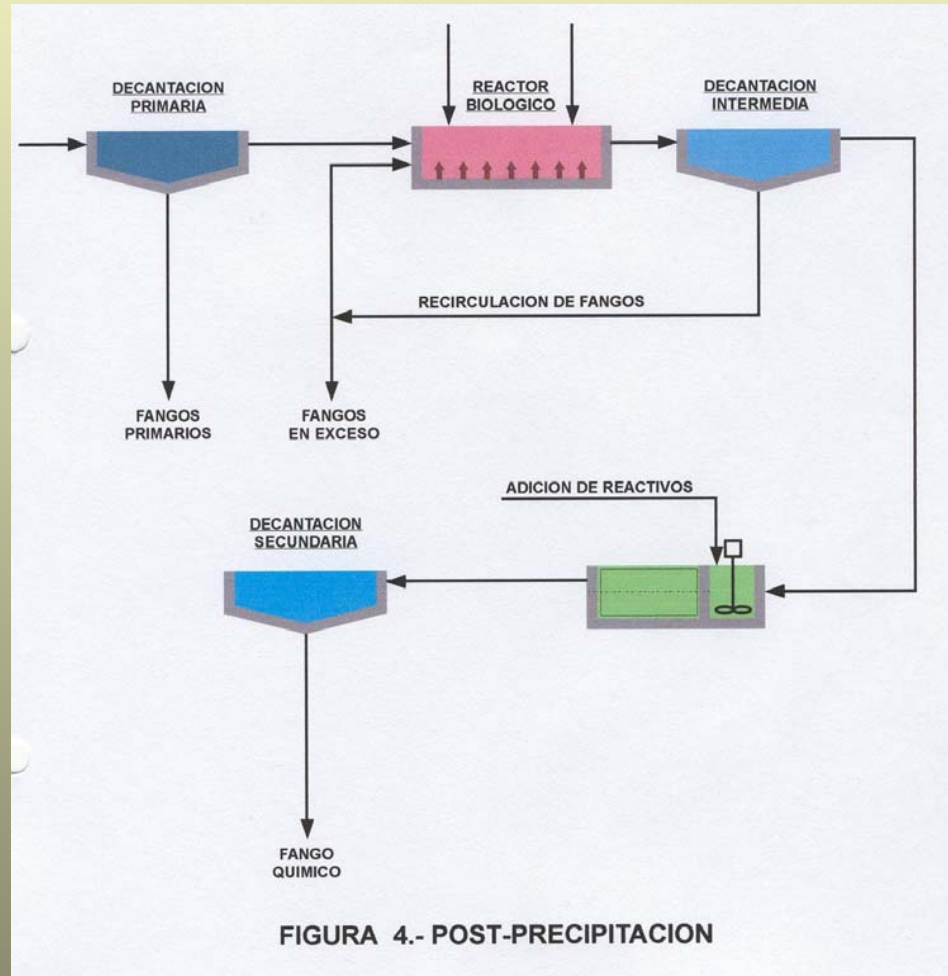 DECANTACION
PRIMARIA
REACTOR
BIOLOGICO
DECANTACION
INTERMEDIA
RECIRCULACION DE FANGOS
FANGOS
PRIMARIOS
FANGOS
EN EXCESO
ADICION DE REACTIVOS
DECANTACION
SECUNDARIA
FANGO
QUIMICO
FIGURA 4.- POST-PRECIPITACION